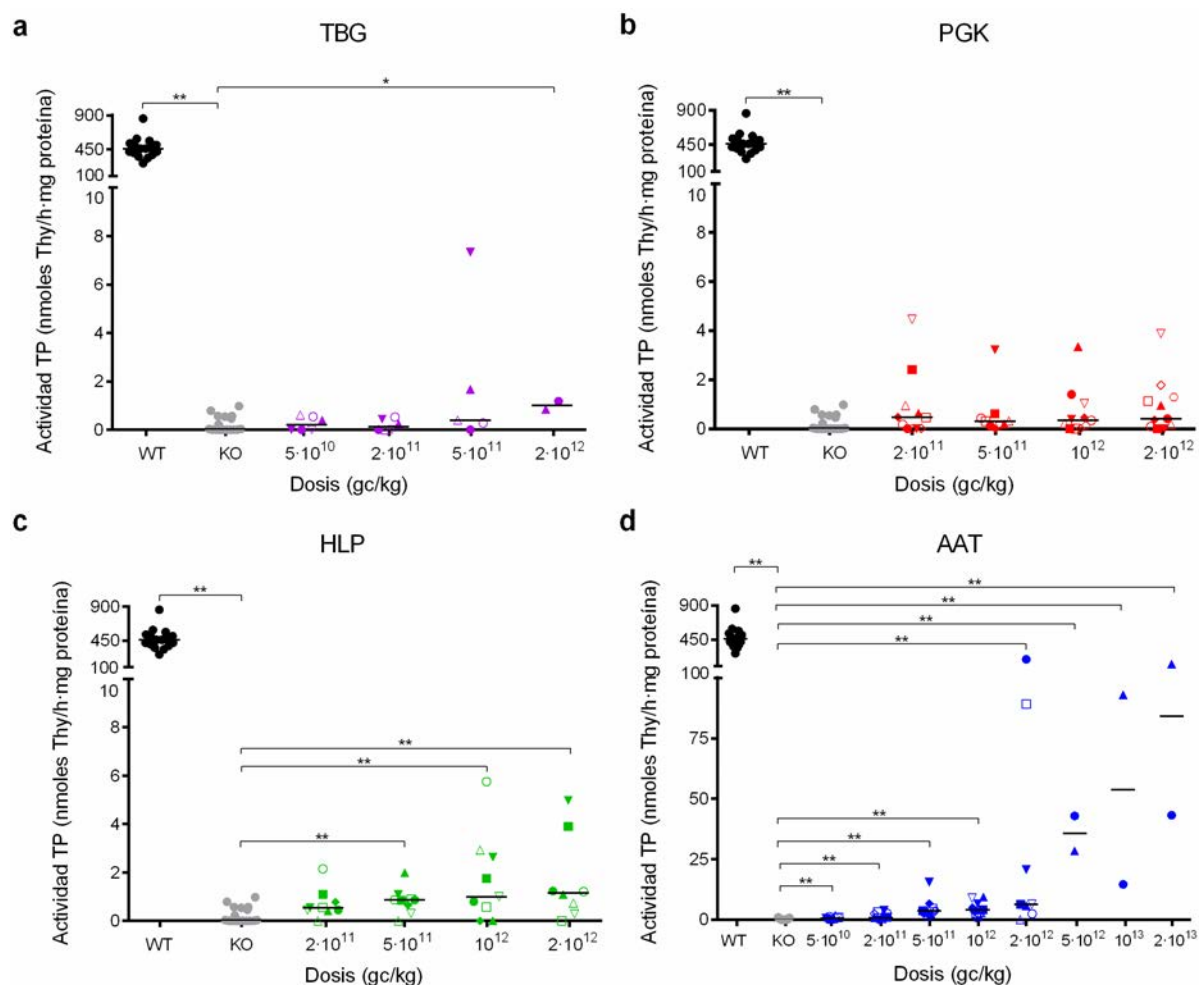 a
TBG
*
**
900
450
100
10
8
6
4
2
0
Actividad TP (nmoles Thy/h·mg proteína)
WT KO 5·10¹⁰ 2·10¹¹ 5·10¹¹ 2·10¹²
Dosis (gc/kg)
b
PGK
**
900
450
100
10
8
6
4
2
0
Actividad TP (nmoles Thy/h·mg proteína)
WT KO 2·10¹¹ 5·10¹¹ 10¹² 2·10¹²
Dosis (gc/kg)
c
HLP
**
900
450
100
10
8
6
4
2
0
**
**
**
Actividad TP (nmoles Thy/h·mg proteína)
WT KO 2·10¹¹ 5·10¹¹ 10¹² 2·10¹²
Dosis (gc/kg)
d
AAT
**
**
**
**
**
900
450
100
75
50
25
0
**
**
**
**
Actividad TP (nmoles Thy/h·mg proteína)
WT KO 5·10¹⁰ 2·10¹¹ 5·10¹¹ 10¹² 2·10¹² 5·10¹² 10¹³ 2·10¹³
Dosis (gc/kg)